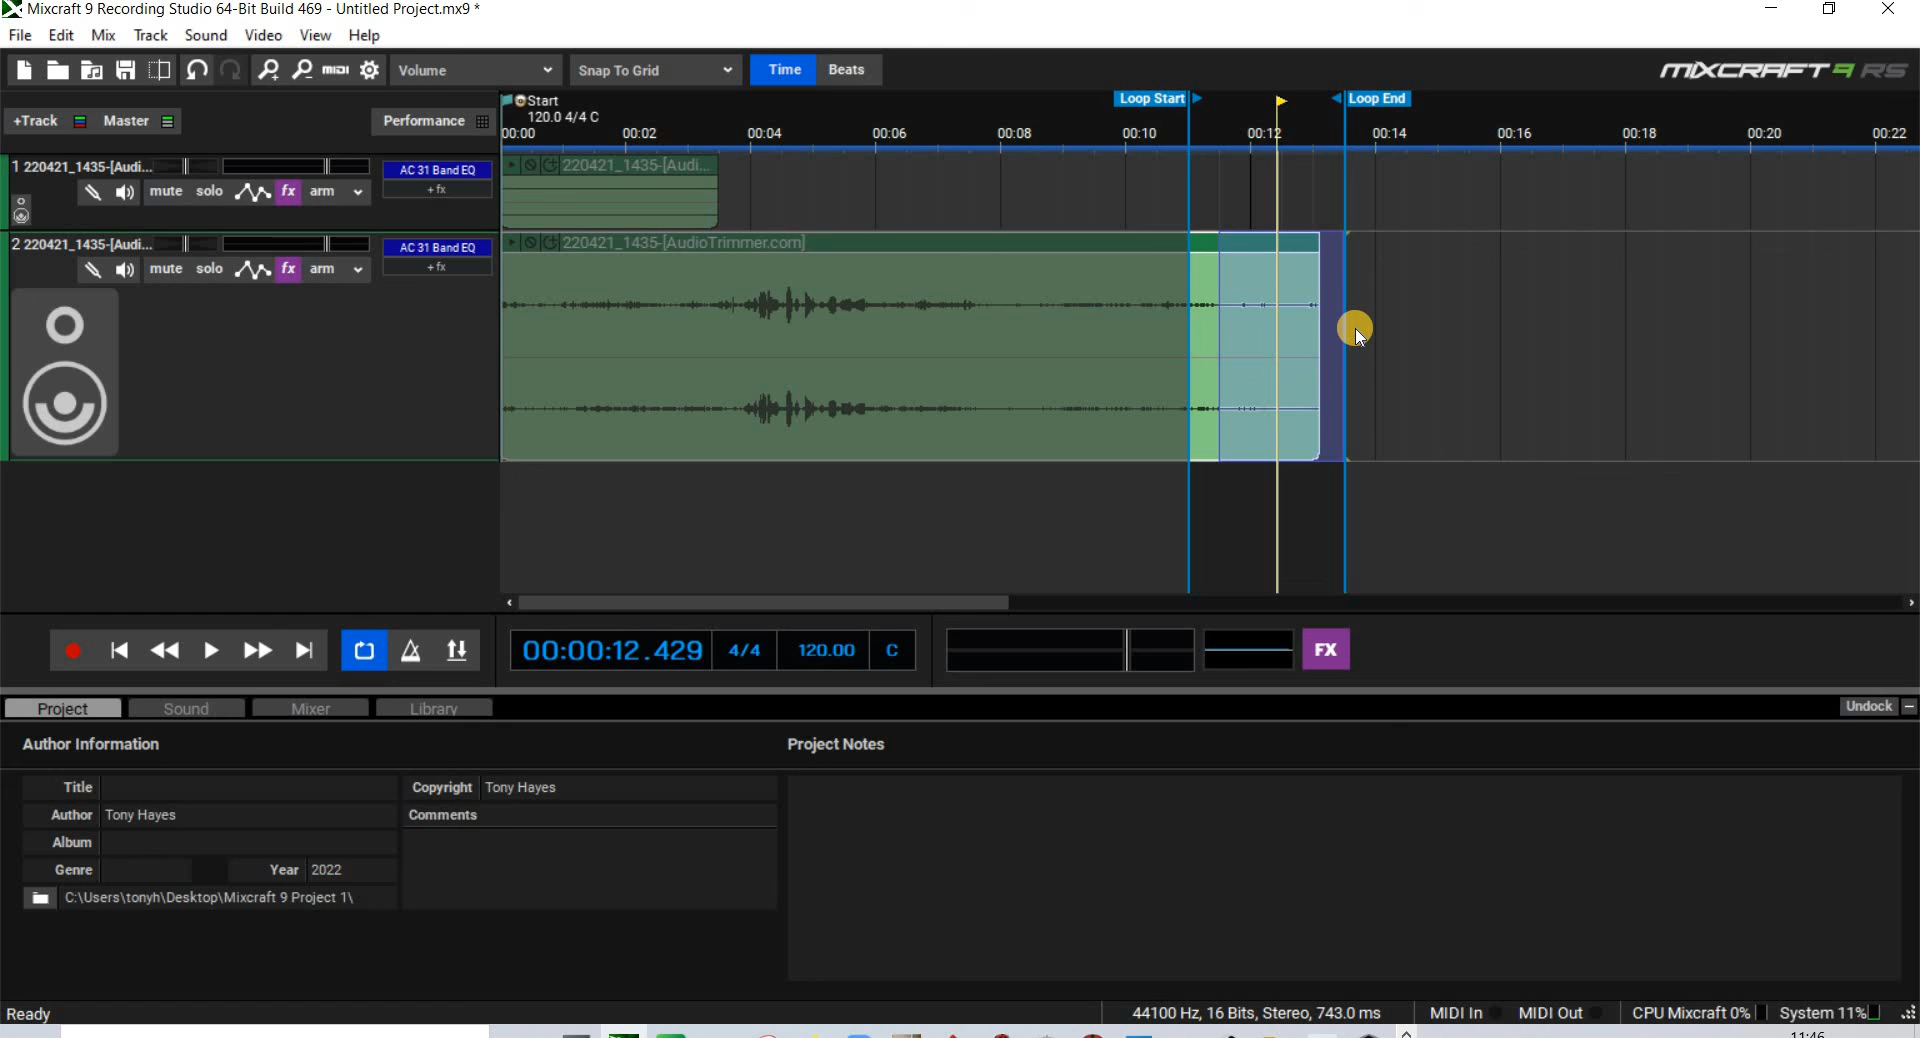 Mixcraft 9 Recording Studio 64-Bit Build 469 - Untitled Project.mx9 *
File Edit Mix Track Sound Video View Help
MIDI Volume Snap To Grid Time Beats MIXCRAFT 9 RS
+Track Master Performance
Start
120.0 4/4 C
Loop Start Loop End
00:00 00:02 00:04 00:06 00:08 00:10 00:12 00:14 00:16 00:18 00:20 00:22
1 220421_1435-[Audi...
AC 31 Band EQ
220421_1435-[Audi...
mute solo fx arm
+ fx
2 220421_1435-[Audi...
AC 31 Band EQ
220421_1435-[AudioTrimmer.com]
mute solo fx arm
+ fx
00:00:12.429 4/4 120.00 C FX
Project Sound Mixer Library Undock
Author Information Project Notes
Title
Copyright Tony Hayes
Author Tony Hayes
Comments
Album
Genre Year 2022
C:\Users\tonyh\Desktop\Mixcraft 9 Project 1\
Ready 44100 Hz, 16 Bits, Stereo, 743.0 ms MIDI In MIDI Out CPU Mixcraft 0% System 11%
11:46